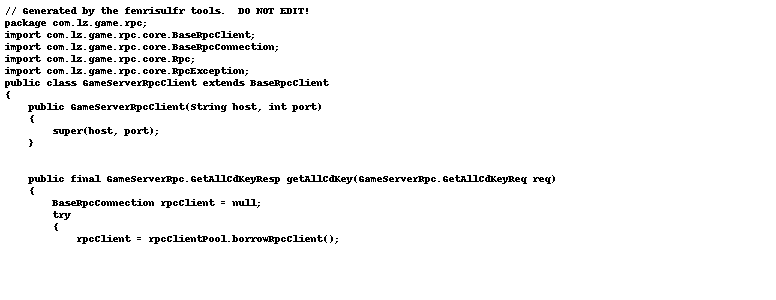 // Generated by the fenrisulfr tools.  DO NOT EDIT!
package com.lz.game.rpc;
import com.lz.game.rpc.core.BaseRpcClient;
import com.lz.game.rpc.core.BaseRpcConnection;
import com.lz.game.rpc.core.Rpc;
import com.lz.game.rpc.core.RpcException;
public class GameServerRpcClient extends BaseRpcClient
{
    public GameServerRpcClient(String host, int port)
    {
        super(host, port);
    }
    public final GameServerRpc.GetAllCdKeyResp getAllCdKey(GameServerRpc.GetAllCdKeyReq req)
    {
        BaseRpcConnection rpcClient = null;
        try
        {
            rpcClient = rpcClientPool.borrowRpcClient();